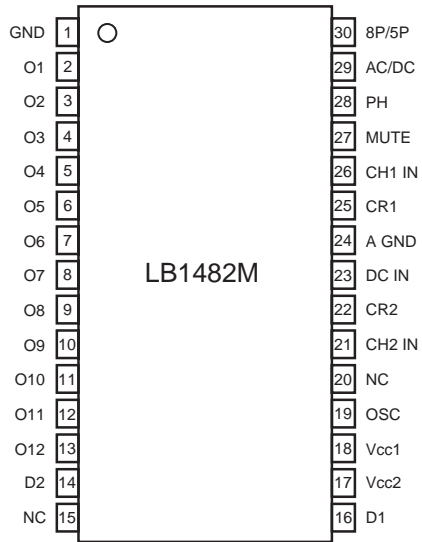 GND 1 30 8P/5P
O1 2 29 AC/DC
O2 3 28 PH
O3 4 27 MUTE
O4 5 26 CH1 IN
O5 6 25 CR1
O6 7 24 A GND
O7 8 LB1482M 23 DC IN
O8 9 22 CR2
O9 10 21 CH2 IN
O10 11 20 NC
O11 12 19 OSC
O12 13 18 Vcc1
D2 14 17 Vcc2
NC 15 16 D1